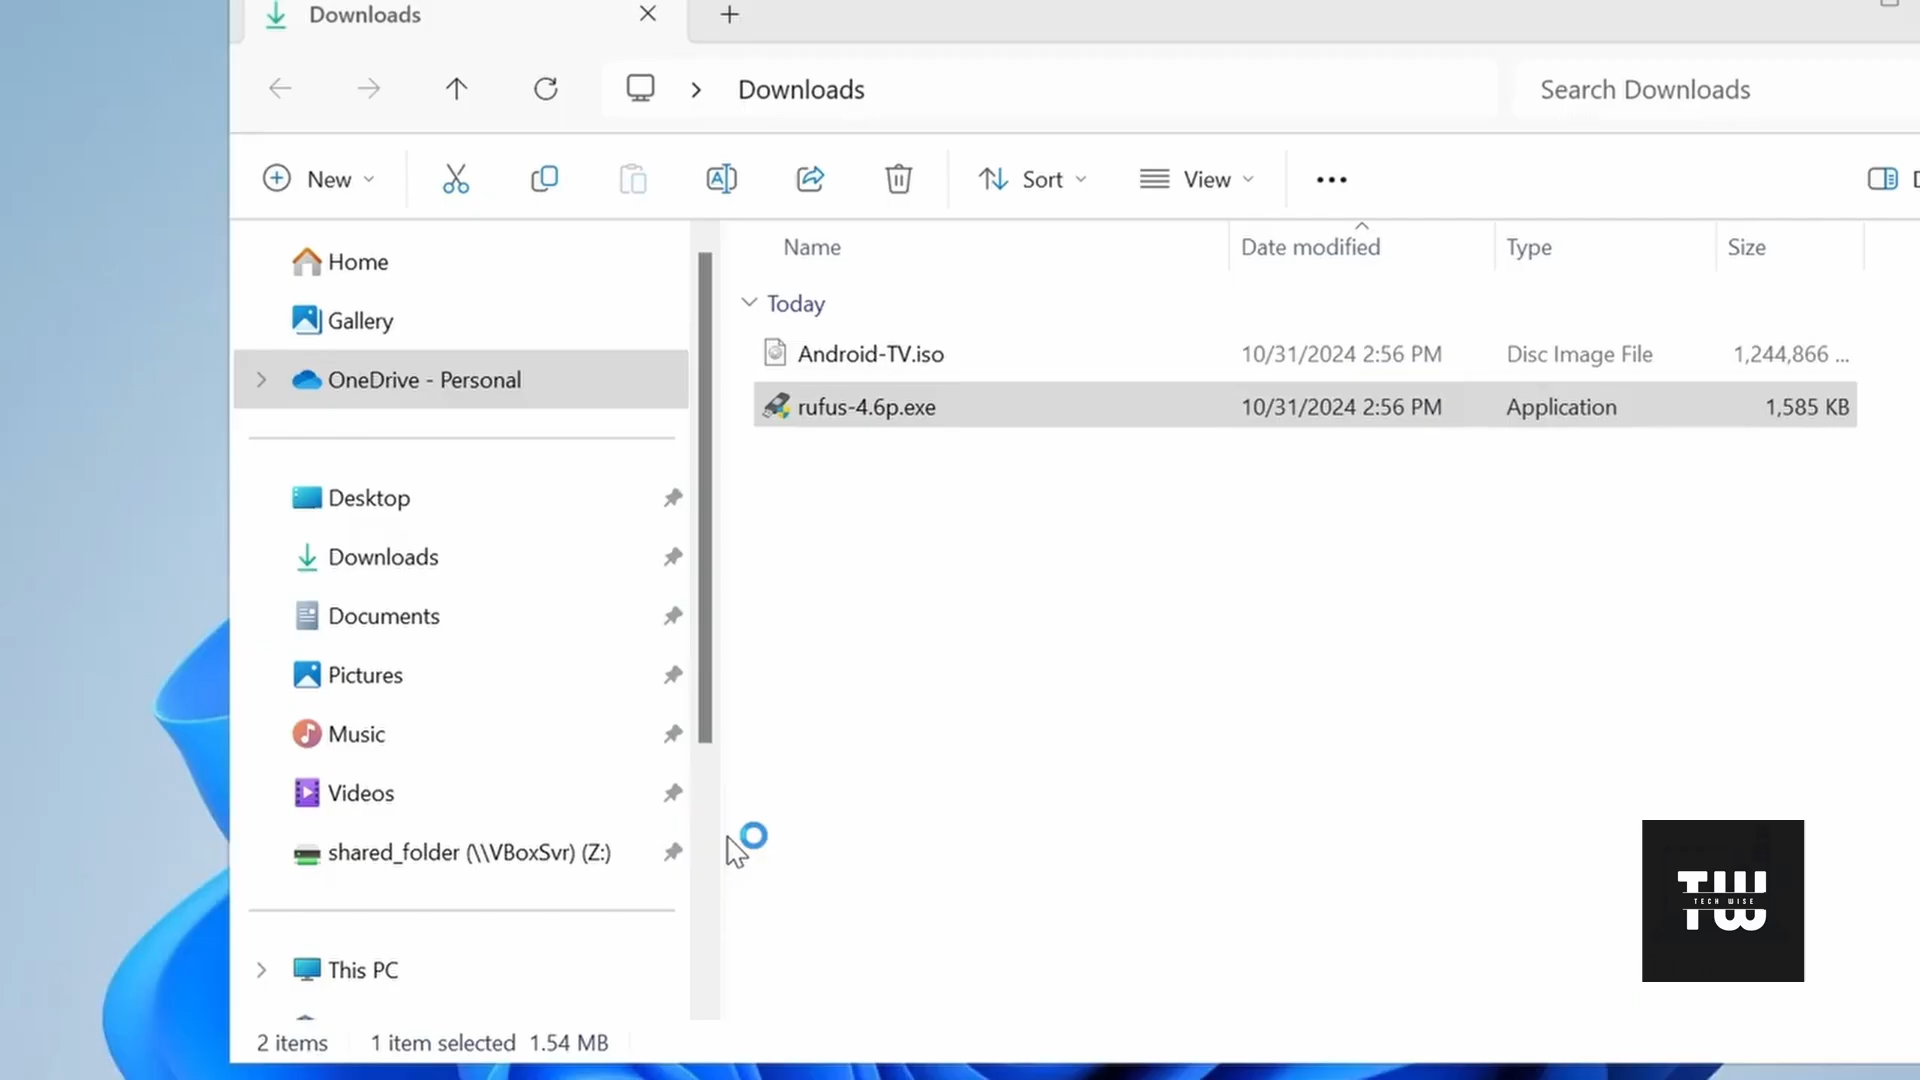 Downloads
Downloads
Search Downloads
New
Sort
View
Home
Gallery
OneDrive - Personal
Desktop
Downloads
Documents
Pictures
Music
Videos
shared_folder (\\VBoxSvr) (Z:)
This PC
Name Date modified Type Size
Today
Android-TV.iso 10/31/2024 2:56 PM Disc Image File 1,244,866 ...
rufus-4.6p.exe 10/31/2024 2:56 PM Application 1,585 KB
TW
TECH WISE
2 items 1 item selected 1.54 MB